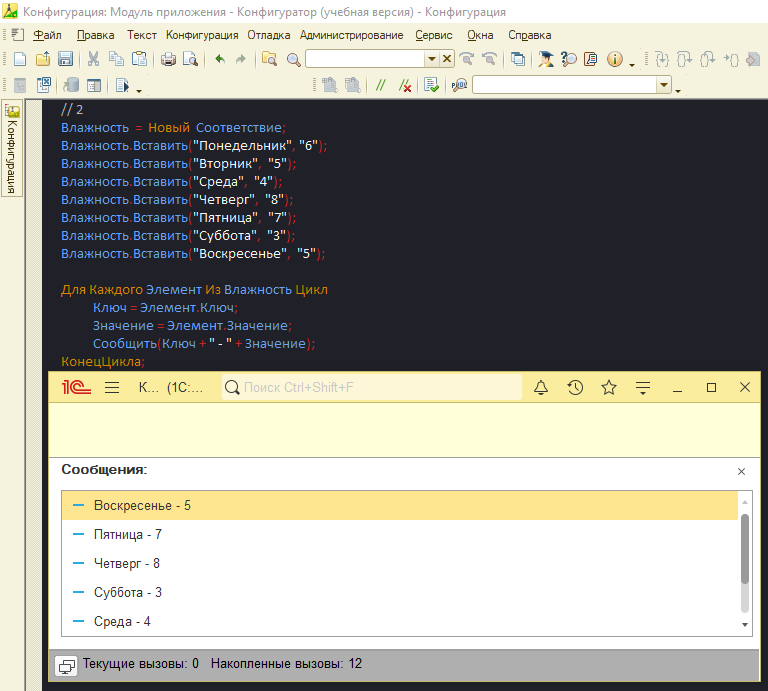 Конфигурация: Модуль приложения - Конфигуратор (учебная версия) - Конфигурация
Файл Правка Текст Конфигурация Отладка Администрирование Сервис Окна Справка
Конфигурация
// 2
Влажность = Новый Соответствие;
Влажность.Вставить("Понедельник", "6");
Влажность.Вставить("Вторник", "5");
Влажность.Вставить("Среда", "4");
Влажность.Вставить("Четверг", "8");
Влажность.Вставить("Пятница", "7");
Влажность.Вставить("Суббота", "3");
Влажность.Вставить("Воскресенье", "5");
Для Каждого Элемент Из Влажность Цикл
Ключ = Элемент.Ключ;
Значение = Элемент.Значение;
Сообщить(Ключ + " - " + Значение);
КонецЦикла;
1С К... (1С:... Поиск Ctrl+Shift+F
Сообщения:
Воскресенье - 5
Пятница - 7
Четверг - 8
Суббота - 3
Среда - 4
Текущие вызовы: 0 Накопленные вызовы: 12